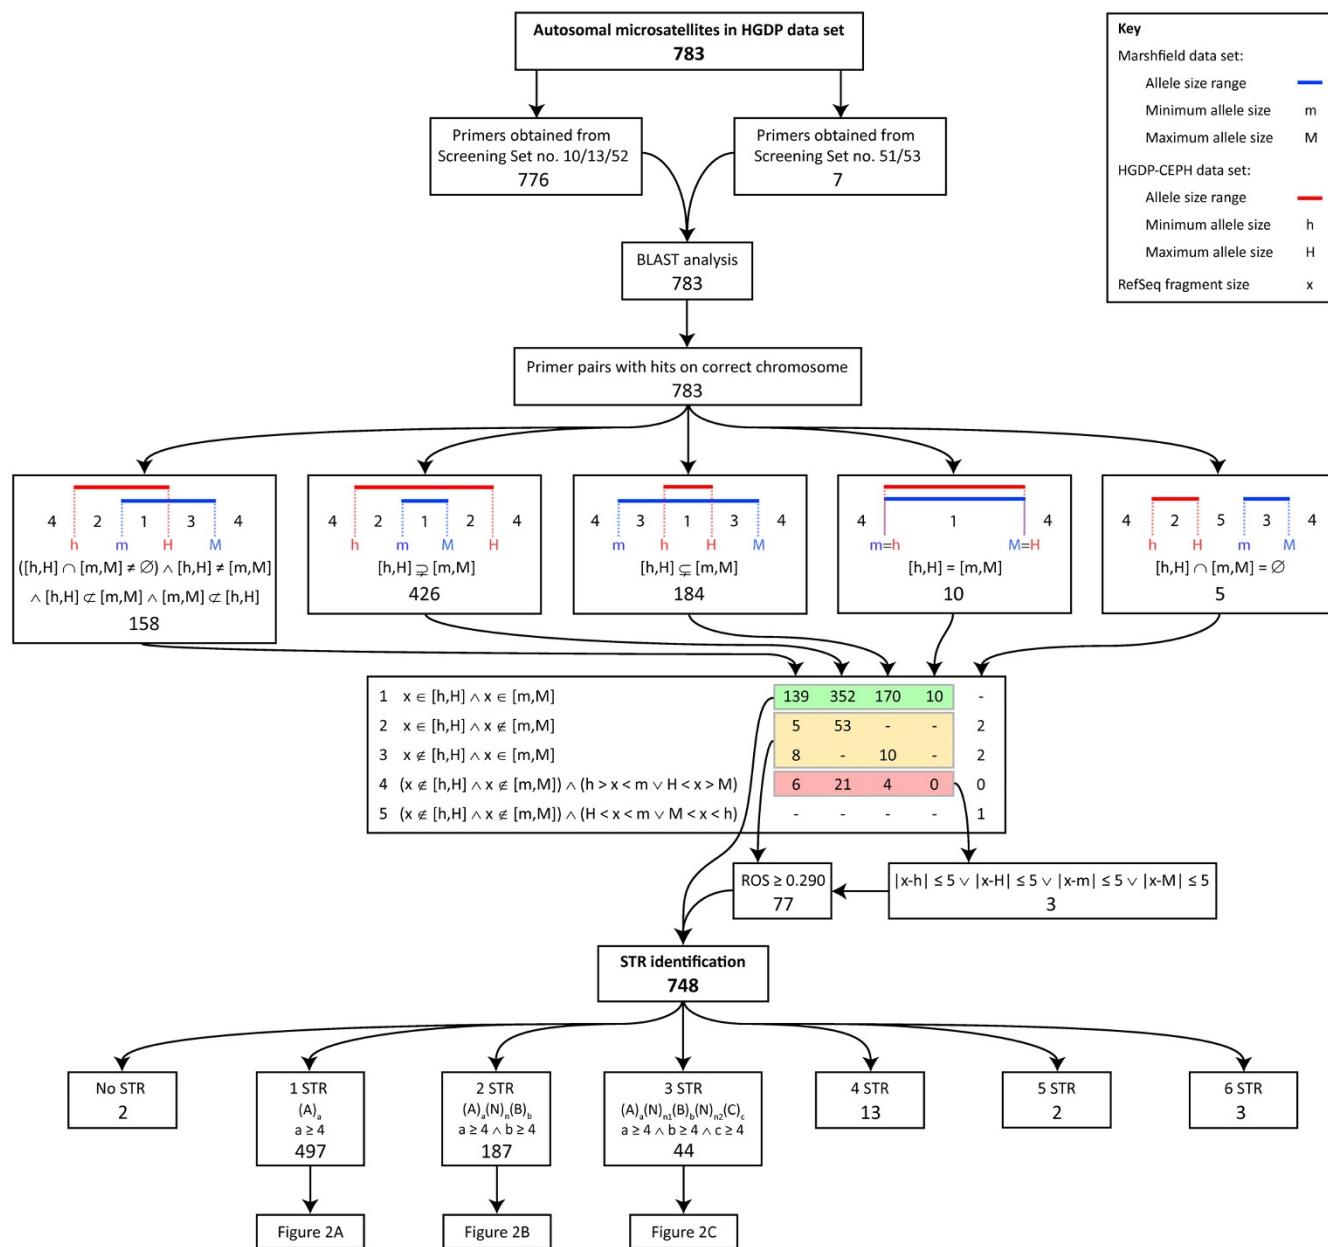 Autosomal microsatellites in HGDP data set
783
Primers obtained from
Screening Set no. 10/13/52
776
Primers obtained from
Screening Set no. 51/53
7
BLAST analysis
783
Primer pairs with hits on correct chromosome
783
Key
Marshfield data set:
Allele size range
Minimum allele size m
Maximum allele size M
HGDP-CEPH data set:
Allele size range
Minimum allele size h
Maximum allele size H
RefSeq fragment size x
4 2 1 3 4
h m H M
([h,H] ∩ [m,M] ≠ ∅) ∧ [h,H] ≠ [m,M]
∧ [h,H] ⊄ [m,M] ∧ [m,M] ⊄ [h,H]
158
4 2 1 2 4
h m M H
[h,H] ⊋ [m,M]
426
4 3 1 3 4
m h H M
[h,H] ⊊ [m,M]
184
4 1 4
m=h M=H
[h,H] = [m,M]
10
4 2 5 3 4
h H m M
[h,H] ∩ [m,M] = ∅
5
1 x ∈ [h,H] ∧ x ∈ [m,M] 139 352 170 10 -
2 x ∈ [h,H] ∧ x ∉ [m,M] 5 53 - - 2
3 x ∉ [h,H] ∧ x ∈ [m,M] 8 - 10 - 2
4 (x ∉ [h,H] ∧ x ∉ [m,M]) ∧ (h > x < m ∨ H < x > M) 6 21 4 0 0
5 (x ∉ [h,H] ∧ x ∉ [m,M]) ∧ (H < x < m ∨ M < x < h) - - - - 1
ROS ≥ 0.290
77
|x-h| ≤ 5 ∨ |x-H| ≤ 5 ∨ |x-m| ≤ 5 ∨ |x-M| ≤ 5
3
STR identification
748
No STR
2
1 STR
(A)a
a ≥ 4
497
2 STR
(A)a(N)n(B)b
a ≥ 4 ∧ b ≥ 4
187
3 STR
(A)a(N)n1(B)b(N)n2(C)c
a ≥ 4 ∧ b ≥ 4 ∧ c ≥ 4
44
4 STR
13
5 STR
2
6 STR
3
Figure 2A
Figure 2B
Figure 2C